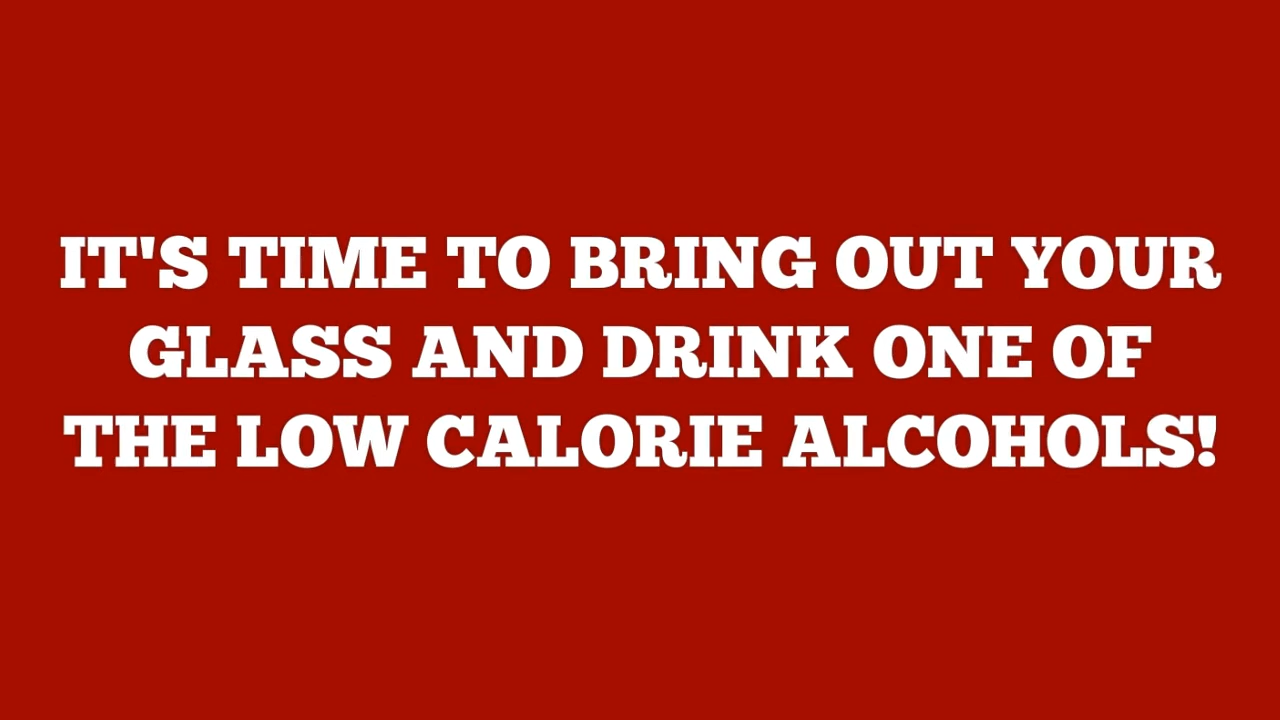 IT'S TIME TO BRING OUT YOUR
GLASS AND DRINK ONE OF
THE LOW CALORIE ALCOHOLS!